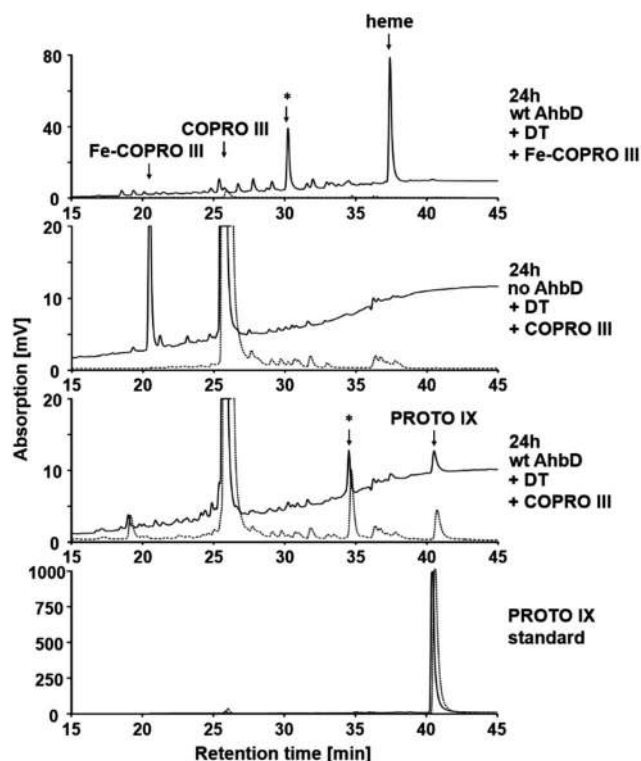 heme
*
COPRO III
Fe-COPRO III
80
40
0
15 20 25 30 35 40 45
24h
wt AhbD
+ DT
+ Fe-COPRO III
20
10
0
15 20 25 30 35 40 45
24h
no AhbD
+ DT
+ COPRO III
Absorption [mV]
*
PROTO IX
20
10
0
15 20 25 30 35 40 45
24h
wt AhbD
+ DT
+ COPRO III
1000
750
500
250
0
15 20 25 30 35 40 45
PROTO IX
standard
Retention time [min]